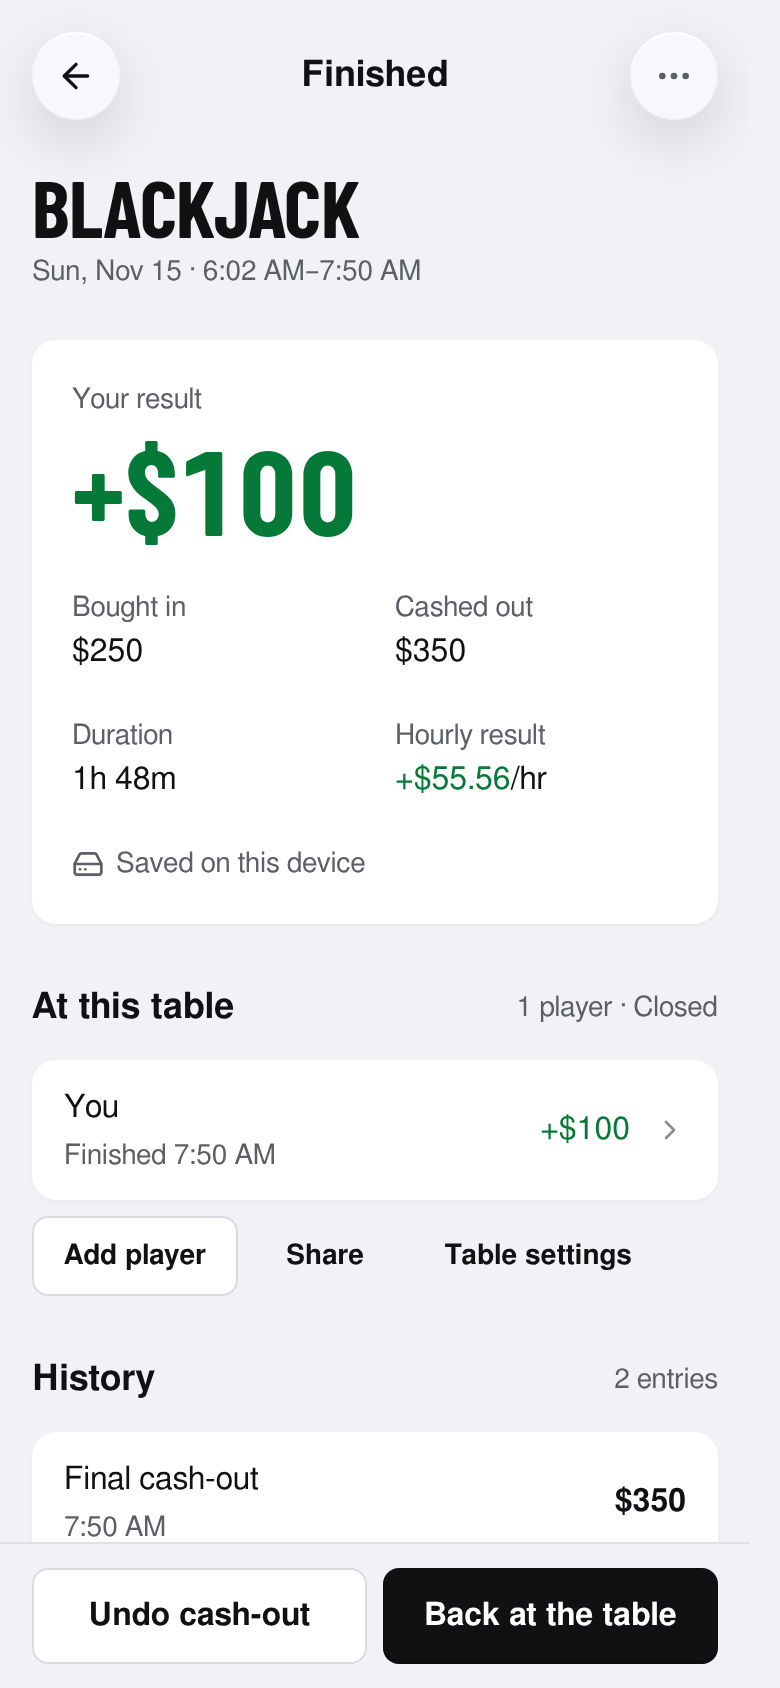 Finished
BLACKJACK
Sun, Nov 15 · 6:02 AM–7:50 AM
Your result
+$100
Bought in
Cashed out
$250
$350
Duration
Hourly result
1h 48m
+$55.56/hr
Saved on this device
At this table
1 player · Closed
You
Finished 7:50 AM
+$100
Add player
Share
Table settings
History
2 entries
Final cash-out
7:50 AM
$350
Undo cash-out
Back at the table